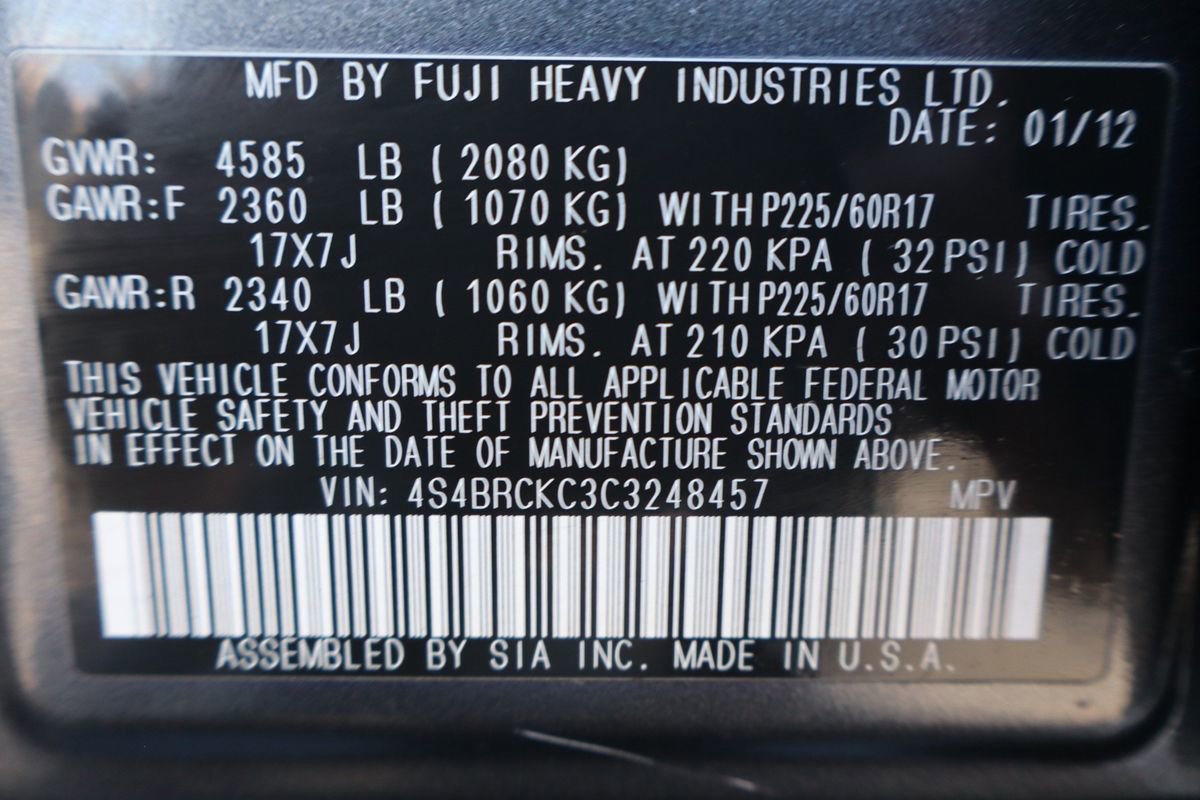 MFD BY FUJI HEAVY INDUSTRIES LTD.
DATE: 01/12
GVWR: 4585 LB ( 2080 KG)
GAWR:F 2360 LB ( 1070 KG) WITH P225/60R17 TIRES.
17X7J RIMS. AT 220 KPA ( 32 PSI) COLD
GAWR:R 2340 LB ( 1060 KG) WITH P225/60R17 TIRES.
17X7J RIMS. AT 210 KPA ( 30 PSI) COLD
THIS VEHICLE CONFORMS TO ALL APPLICABLE FEDERAL MOTOR
VEHICLE SAFETY AND THEFT PREVENTION STANDARDS
IN EFFECT ON THE DATE OF MANUFACTURE SHOWN ABOVE.
VIN: 4S4BRCKC3C3248457 MPV
ASSEMBLED BY SIA INC. MADE IN U.S.A.